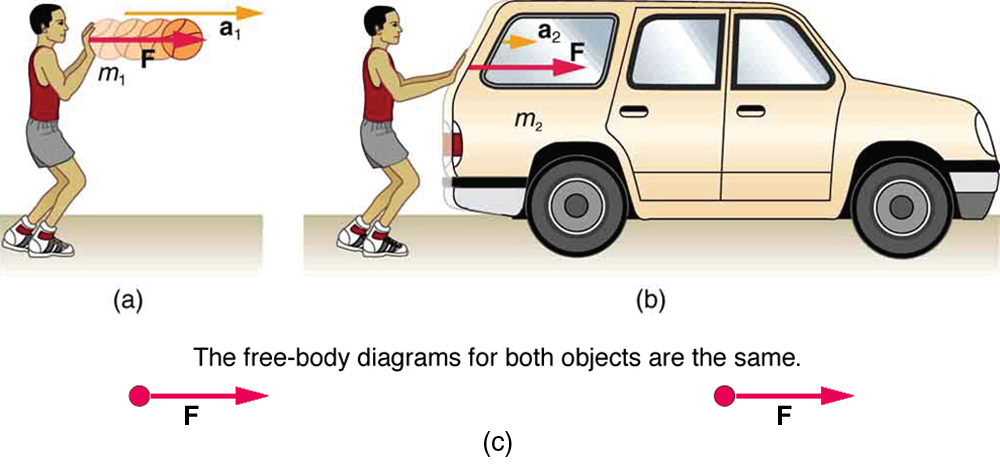 a1
F
m1
a2
F
m2
(a)
(b)
The free-body diagrams for both objects are the same.
F
F
(c)